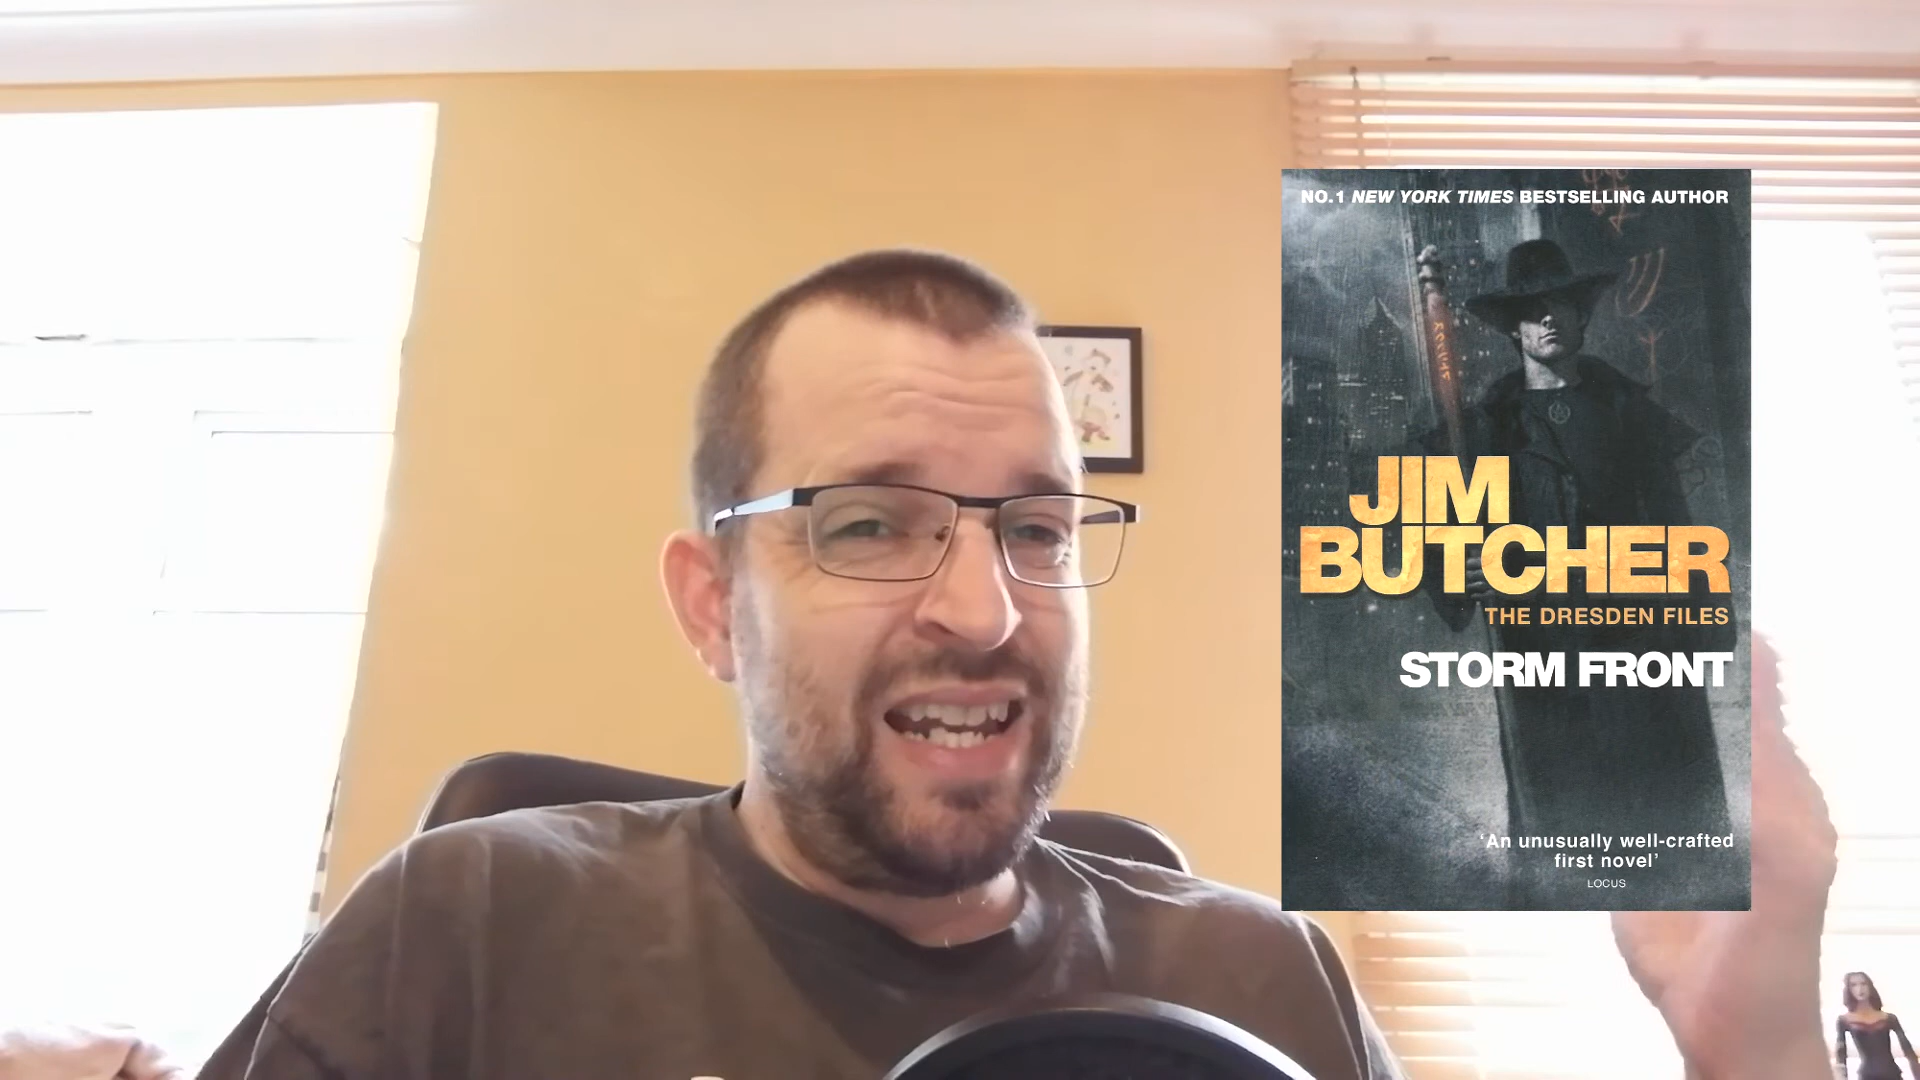 NO.1 NEW YORK TIMES BESTSELLING AUTHOR
JIM
BUTCHER
THE DRESDEN FILES
STORM FRONT
‘An unusually well-crafted
first novel’
LOCUS